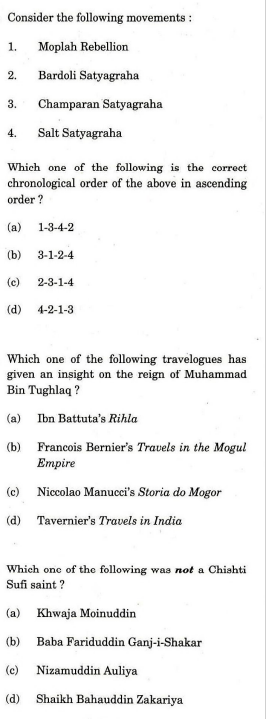 Consider the following movements :
1. Moplah Rebellion
2. Bardoli Satyagraha
3. Champaran Satyagraha
4. Salt Satyagraha
Which one of the following is the correct
chronological order of the above in ascending
order ?
(a) 1-3-4-2
(b) 3-1-2-4
(c) 2-3-1-4
(d) 4-2-1-3
Which one of the following travelogues has
given an insight on the reign of Muhammad
Bin Tughlaq ?
(a) Ibn Battuta's Rihla
(b) Francois Bernier's Travels in the Mogul
Empire
(c) Niccolao Manucci's Storia do Mogor
(d) Tavernier's Travels in India
Which one of the following was not a Chishti
Sufi saint ?
(a) Khwaja Moinuddin
(b) Baba Fariduddin Ganj-i-Shakar
(c) Nizamuddin Auliya
(d) Shaikh Bahauddin Zakariya